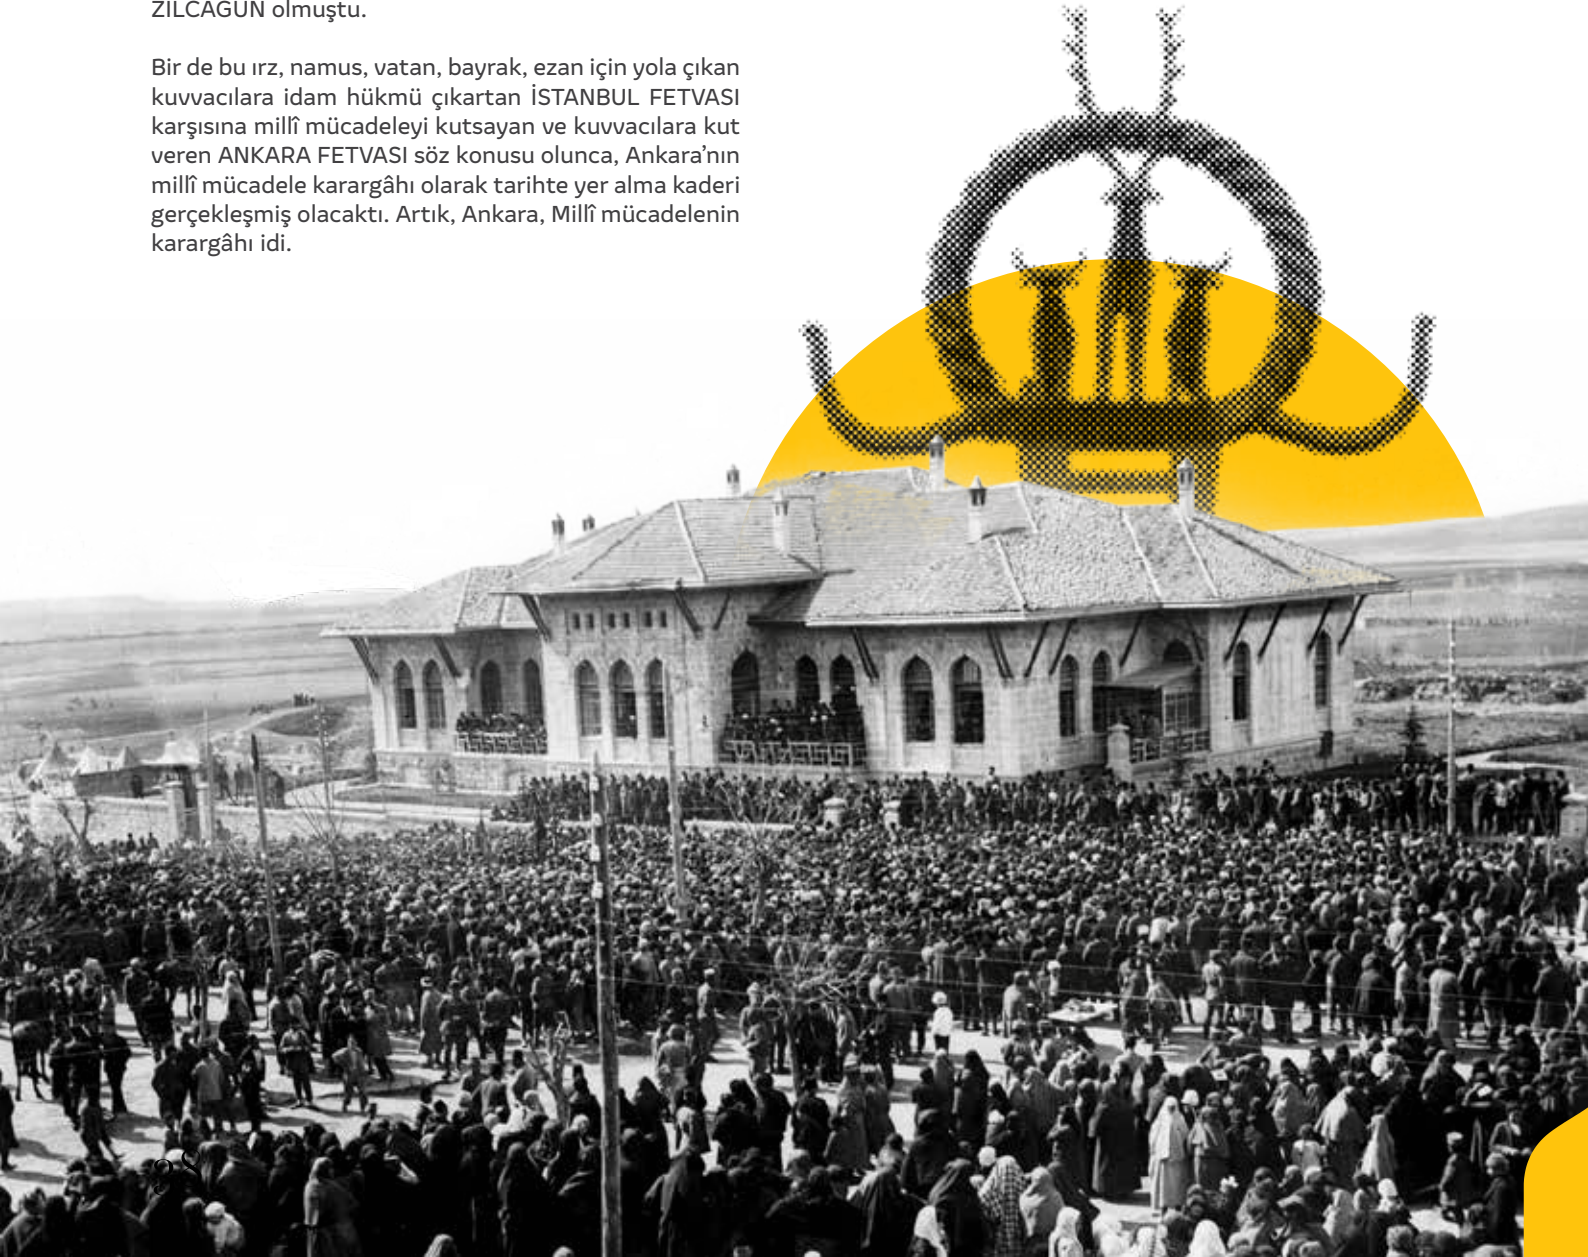 ZILCAGÜN olmuştu.
Bir de bu ırz, namus, vatan, bayrak, ezan için yola çıkan
kuvvacılara idam hükmü çıkartan İSTANBUL FETVASI
karşısına millî mücadeleyi kutsayan ve kuvvacılara kut
veren ANKARA FETVASI söz konusu olunca, Ankara’nın
millî mücadele karargâhı olarak tarihte yer alma kaderi
gerçekleşmiş olacaktı. Artık, Ankara, Millî mücadelenin
karargâhı idi.